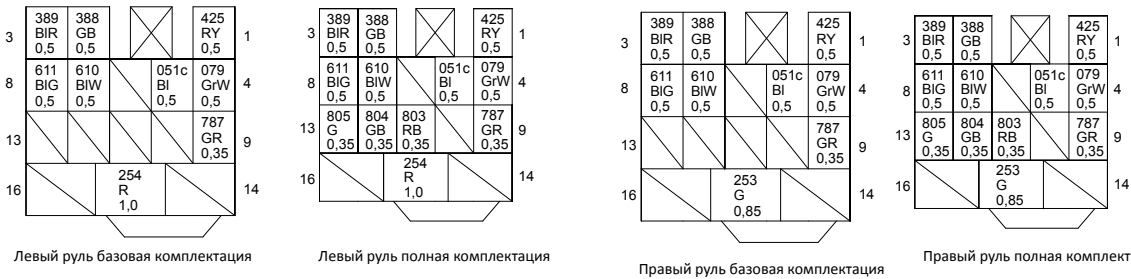 389 388 425
BIR GB RY
3 0,5 0,5 0,5 1
611 610 051c 079
BIG BIW BI GrW
8 0,5 0,5 0,5 0,5 4
787
GR
13 0,35 9
254
R
16 1,0 14
Левый руль базовая комплектация
389 388 425
BIR GB RY
3 0,5 0,5 0,5 1
611 610 051c 079
BIG BIW BI GrW
8 0,5 0,5 0,5 0,5 4
805 804 803 787
G GB RB GR
13 0,35 0,35 0,35 0,35 9
254
R
16 1,0 14
Левый руль полная комплектация
389 388 425
BIR GB RY
3 0,5 0,5 0,5 1
611 610 051c 079
BIG BIW BI GrW
8 0,5 0,5 0,5 0,5 4
787
GR
13 0,35 9
253
G
16 0,85 14
Правый руль базовая комплектация
389 388 425
BIR GB RY
3 0,5 0,5 0,5 1
611 610 051c 079
BIG BIW BI GrW
8 0,5 0,5 0,5 0,5 4
805 804 803 787
G GB RB GR
13 0,35 0,35 0,35 0,35 9
253
G
16 0,85 14
Правый руль полная комплект